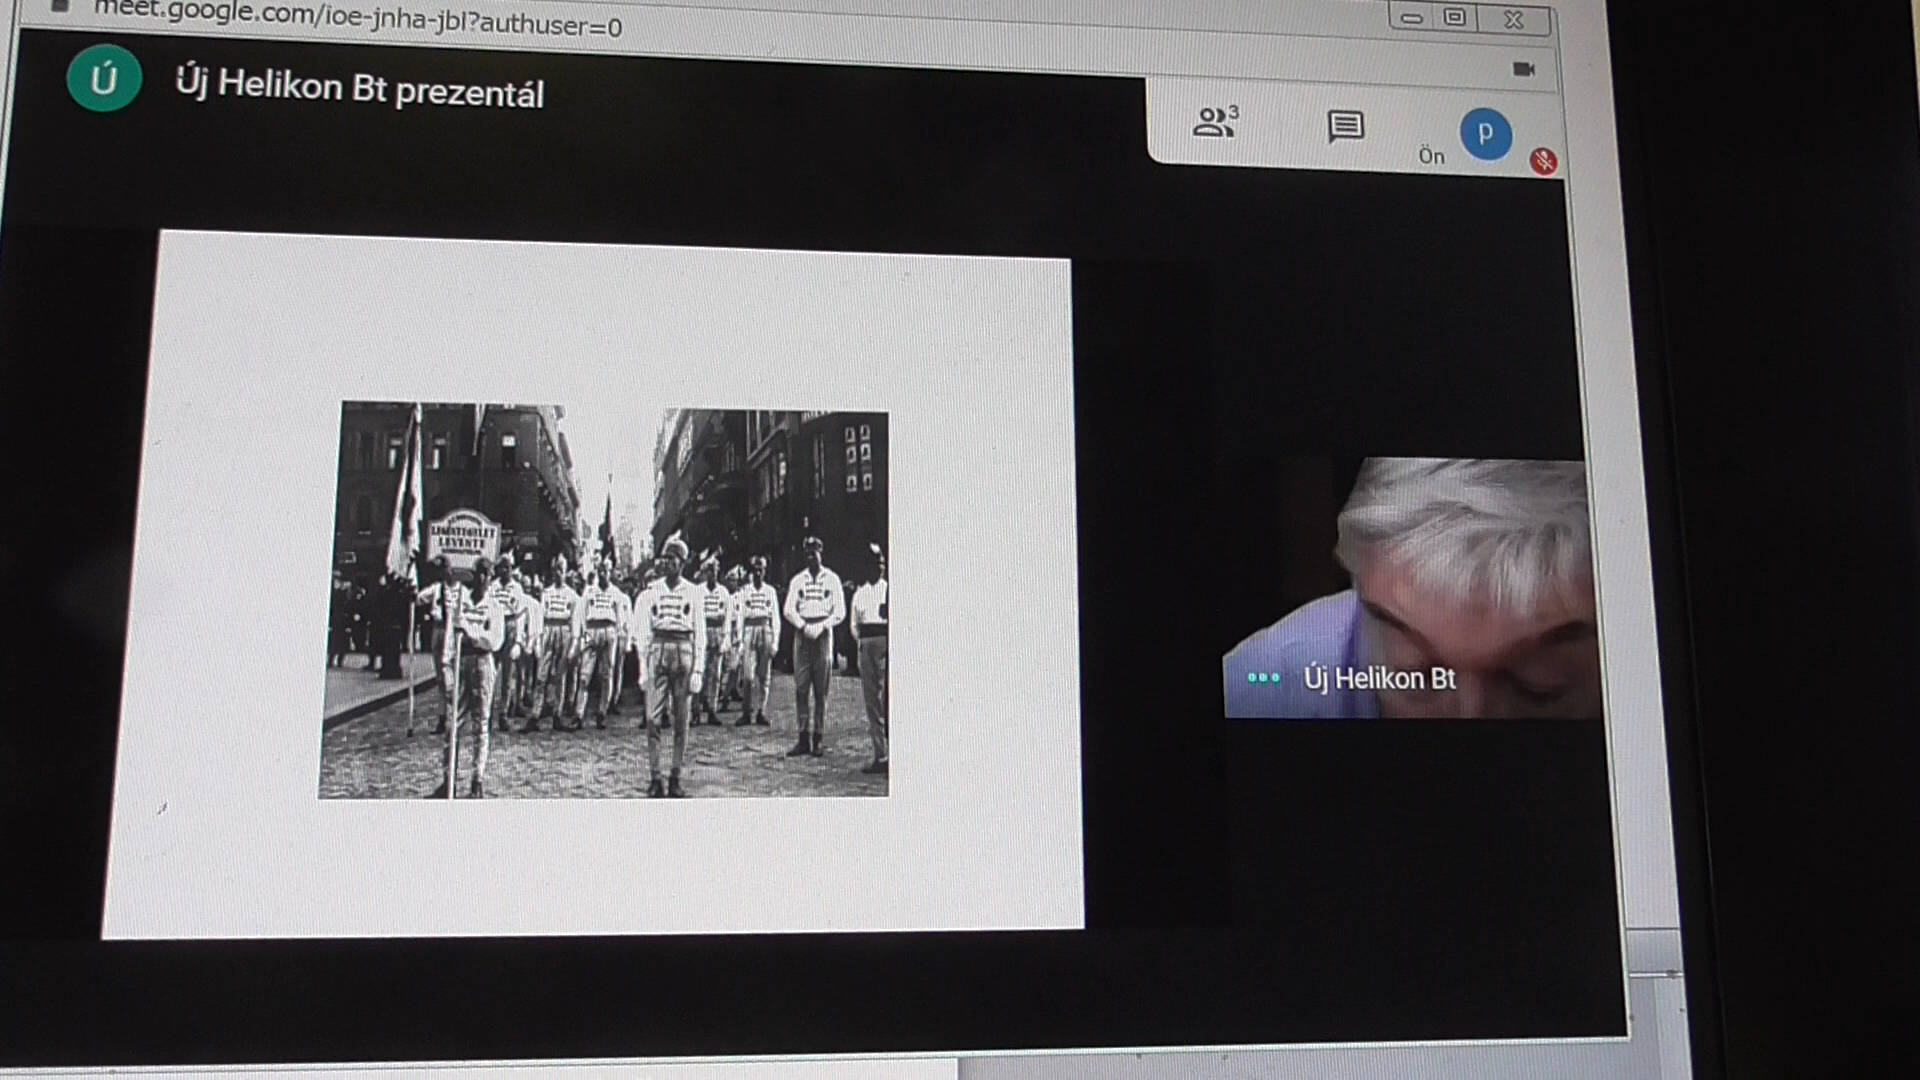 meet.google.com/ioe-jnha-jbl?authuser=0
Ú
Új Helikon Bt prezentál
3
Ön
p
LEVENTE
Új Helikon Bt